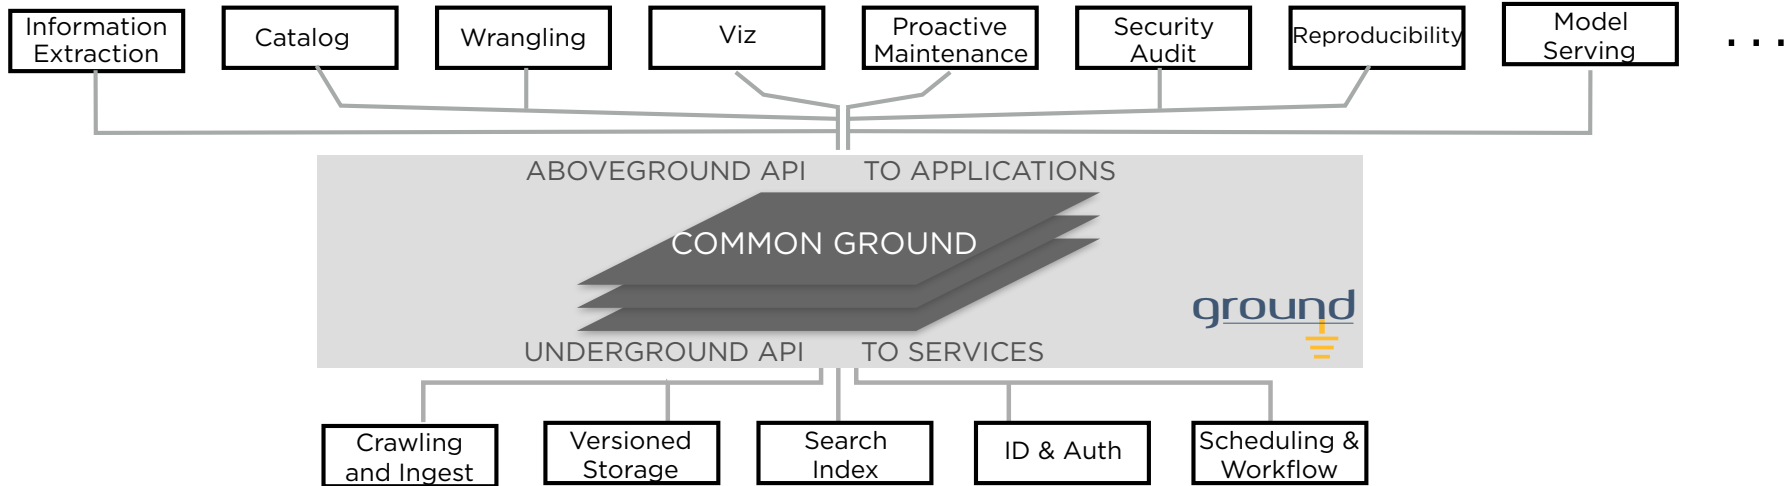 Information
Extraction
Catalog
Wrangling
Viz
Proactive
Maintenance
Security
Audit
Reproducibility
Model
Serving
...
ABOVEGROUND API TO APPLICATIONS
COMMON GROUND
ground
UNDERGROUND API TO SERVICES
Crawling
and Ingest
Versioned
Storage
Search
Index
ID & Auth
Scheduling &
Workflow